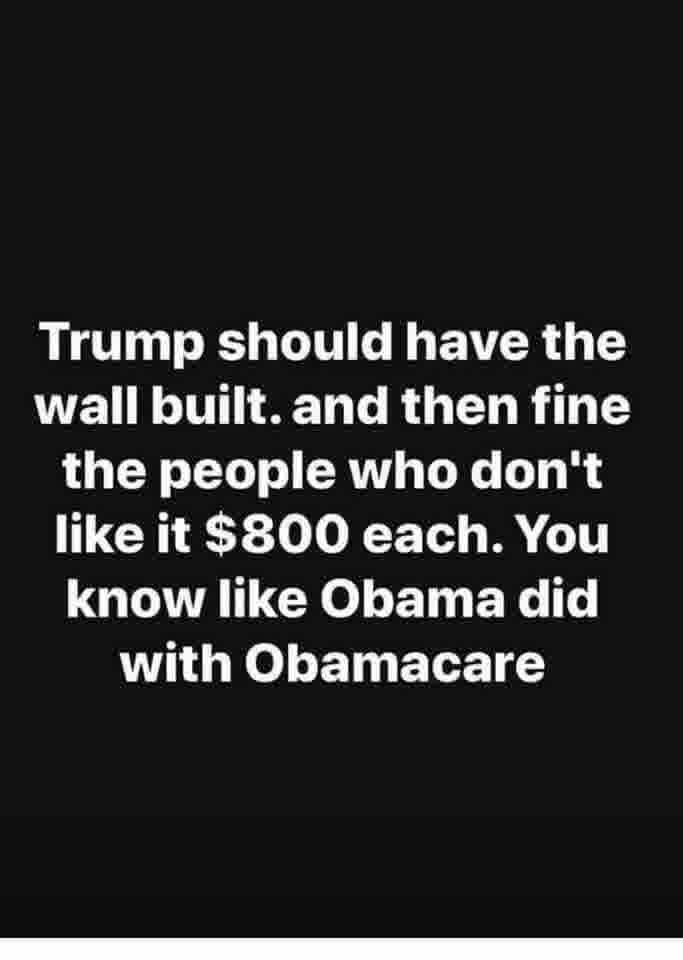 Trump should have the
wall built. and then fine
the people who don't
like it $800 each. You
know like Obama did
with Obamacare